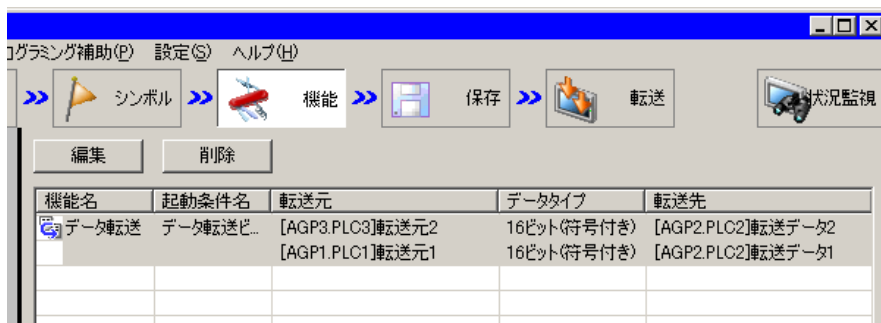 ログラミング補助(P) 設定(S) ヘルプ(H)
シンボル 機能 保存 転送 状況監視
編集 削除
機能名 起動条件名 転送元 データタイプ 転送先
データ転送 データ転送ビ... [AGP3.PLC3]転送元2 16ビット(符号付き) [AGP2.PLC2]転送データ2
[AGP1.PLC1]転送元1 16ビット(符号付き) [AGP2.PLC2]転送データ1